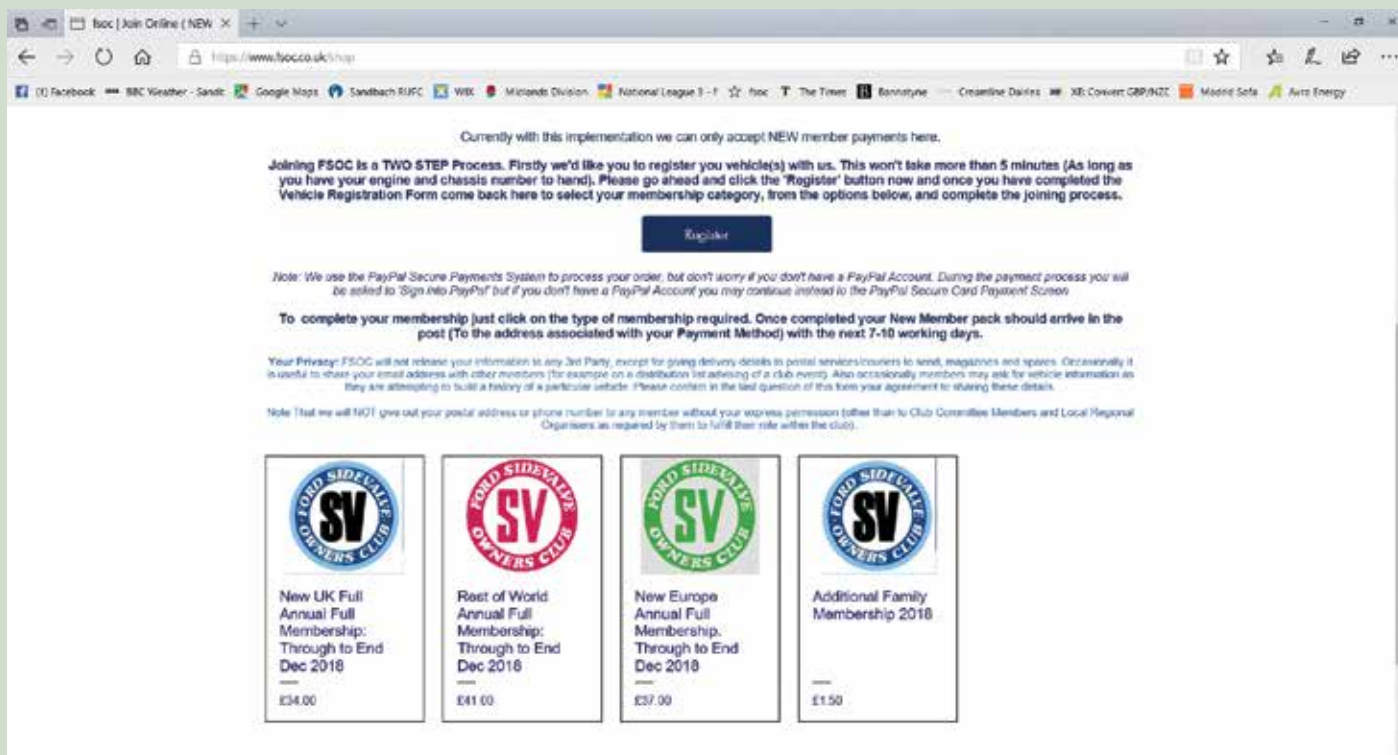 fsoc | Join Online ( NEW
https://www.fsoc.co.uk/shop
(1) Facebook
BBC Weather - Sandb
Google Maps
Sandbach RUFC
WIX
Midlands Division
National League 3 -
fsoc
The Times
Bannatyne
Creamline Dairies
XE: Convert GBP/NZD
Madrid Sofa
Avro Energy
Currently with this implementation we can only accept NEW member payments here.
Joining FSOC is a TWO STEP Process. Firstly we'd like you to register you vehicle(s) with us. This won't take more than 5 minutes (As long as
you have your engine and chassis number to hand). Please go ahead and click the 'Register' button now and once you have completed the
Vehicle Registration Form come back here to select your membership category, from the options below, and complete the joining process.
Register
Note: We use the PayPal Secure Payments System to process your order, but don't worry if you don't have a PayPal Account. During the payment process you will
be asked to 'Sign into PayPal' but if you don't have a PayPal Account you may continue instead to the PayPal Secure Card Payment Screen
To complete your membership just click on the type of membership required. Once completed your New Member pack should arrive in the
post (To the address associated with your Payment Method) with the next 7-10 working days.
Your Privacy: FSOC will not release your information to any 3rd Party, except for giving delivery details to postal services/couriers to send, magazines and spares. Occasionally it
is useful to share your email address with other members (for example on a distribution list advising of a club event). Also occasionally members may ask for vehicle information as
they are attempting to build a history of a particular vehicle. Please confirm in the last question of this form your agreement to sharing these details.
Note That we will NOT give out your postal address or phone number to any member without your express permission (other than to Club Committee Members and Local Regional
Organisers as required by them to fulfill their role within the club).
FORD SIDEVALVE
SV
OWNERS CLUB
New UK Full
Annual Full
Membership:
Through to End
Dec 2018
£34.00
FORD SIDEVALVE
SV
OWNERS CLUB
Rest of World
Annual Full
Membership:
Through to End
Dec 2018
£41.00
FORD SIDEVALVE
SV
OWNERS CLUB
New Europe
Annual Full
Membership.
Through to End
Dec 2018
£37.00
FORD SIDEVALVE
SV
OWNERS CLUB
Additional Family
Membership 2018
£1.50